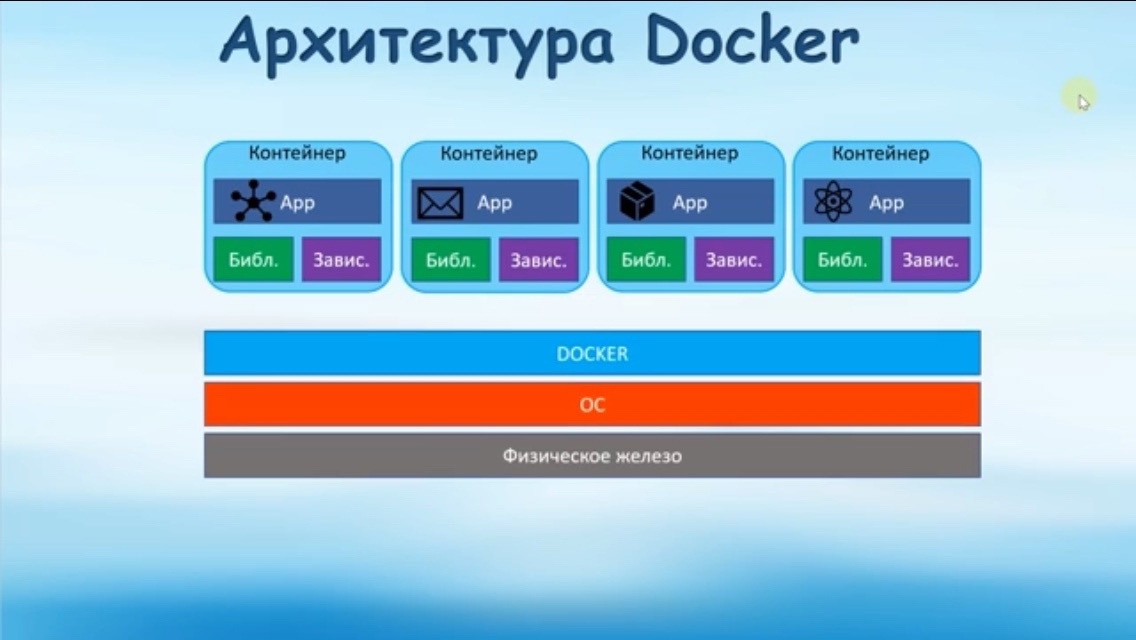 Архитектура Docker
Контейнер Контейнер Контейнер Контейнер
App App App App
Библ. Завис. Библ. Завис. Библ. Завис. Библ. Завис.
DOCKER
ОС
Физическое железо